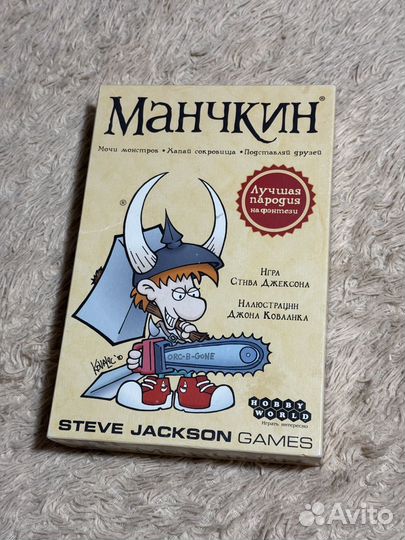 Манчкин®
Мочи монстров • Хапай сокровища • Подставляй друзей
Лучшая
пародия
на фэнтези
®
Игра
Стива Джексона
Иллюстрации
Джона Ковалика
ORC-B-GONE
HOBBY
WORLD
Играть интересно
STEVE JACKSON GAMES
Avito